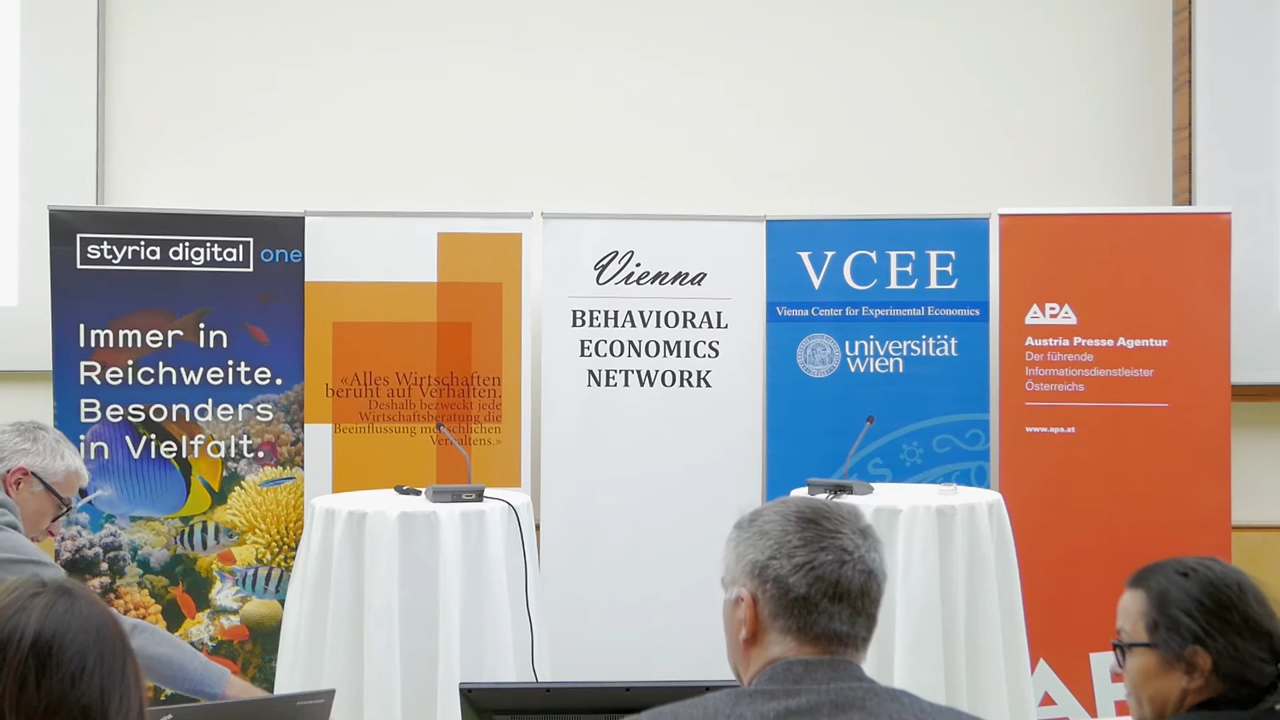 styria digital one
Immer in
Reichweite.
Besonders
in Vielfalt.
«Alles Wirtschaften
beruht auf Verhalten.
Deshalb bezweckt jede
Wirtschaftsberatung die
Beeinflussung menschlichen
Verhaltens.»
Vienna
BEHAVIORAL
ECONOMICS
NETWORK
VCEE
Vienna Center for Experimental Economics
universität
wien
APA
Austria Presse Agentur
Der führende
Informationsdienstleister
Österreichs
www.apa.at
AP